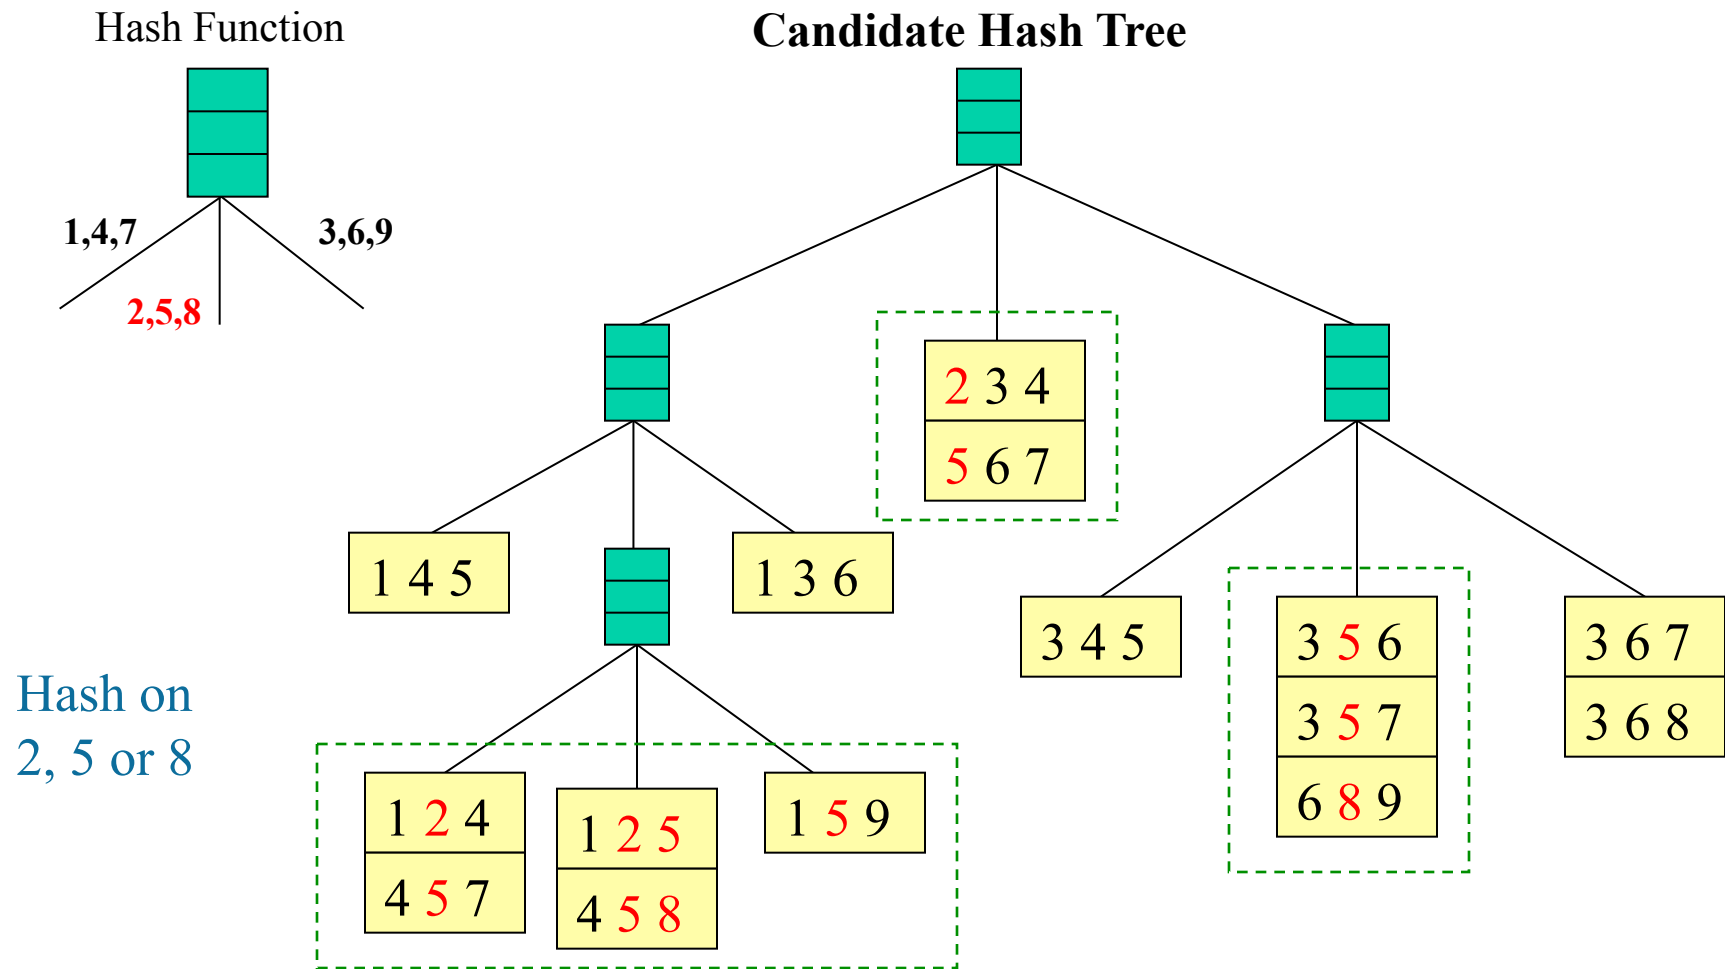 Hash Function
Candidate Hash Tree
1,4,7
3,6,9
2,5,8
2 3 4
5 6 7
1 4 5
1 3 6
3 4 5
3 5 6
3 6 7
3 5 7
3 6 8
6 8 9
Hash on
2, 5 or 8
1 2 4
1 2 5
1 5 9
4 5 7
4 5 8